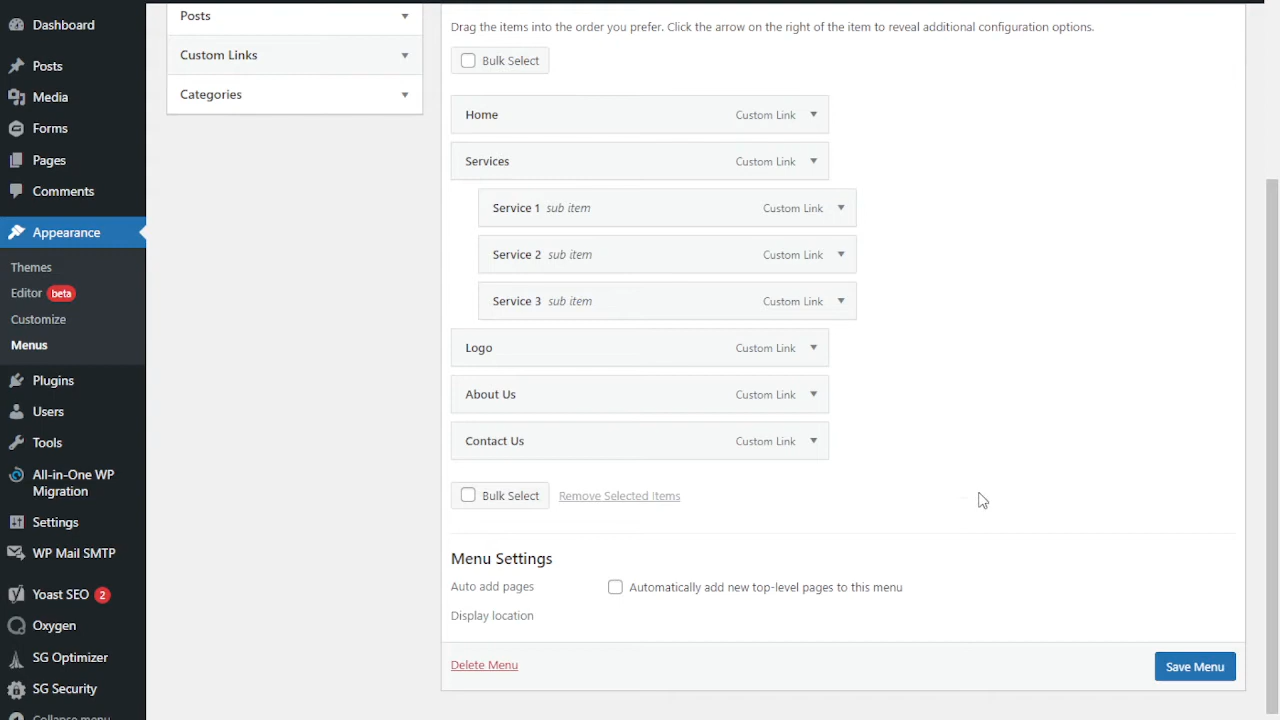 Dashboard
Posts
Media
Forms
Pages
Comments
Appearance
Themes
Editor beta
Customize
Menus
Plugins
Users
Tools
All-in-One WP
Migration
Settings
WP Mail SMTP
Yoast SEO 2
Oxygen
SG Optimizer
SG Security
Collapse menu
Posts
Custom Links
Categories
Drag the items into the order you prefer. Click the arrow on the right of the item to reveal additional configuration options.
Bulk Select
Home Custom Link
Services Custom Link
Service 1 sub item Custom Link
Service 2 sub item Custom Link
Service 3 sub item Custom Link
Logo Custom Link
About Us Custom Link
Contact Us Custom Link
Bulk Select Remove Selected Items
Menu Settings
Auto add pages Automatically add new top-level pages to this menu
Display location
Delete Menu Save Menu